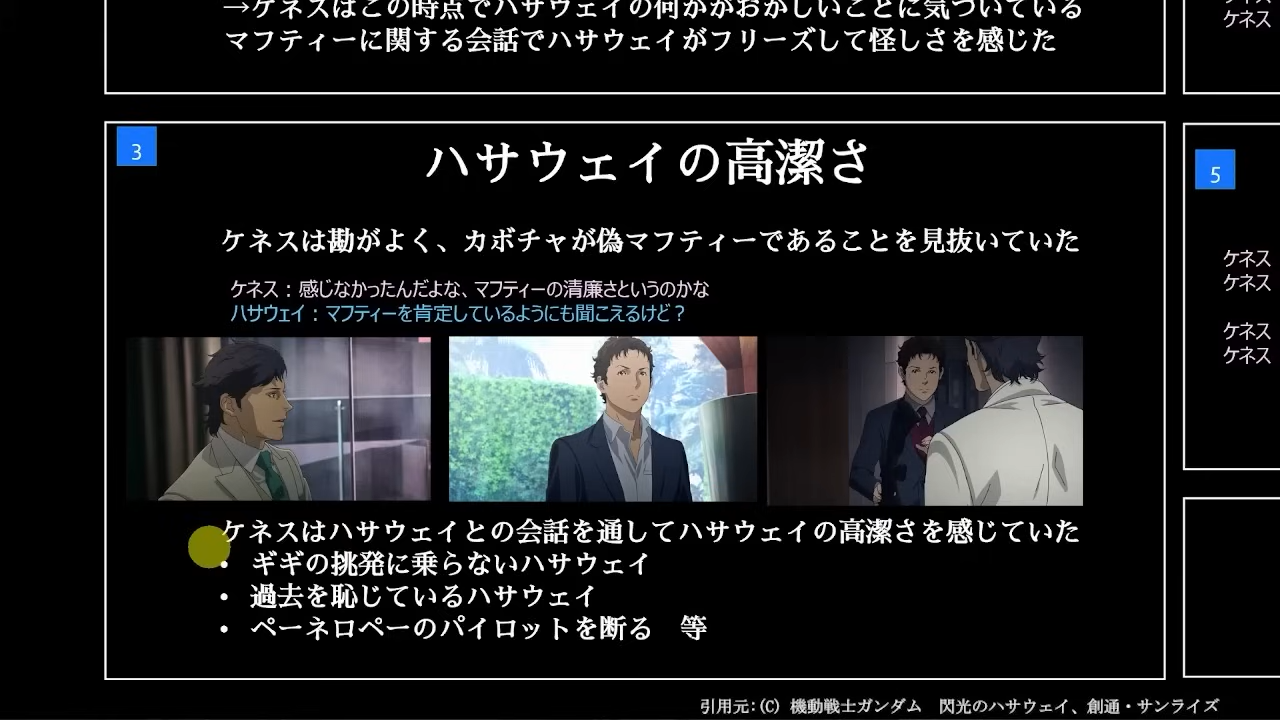 →ケネスはこの時点でハサウェイの何かがおかしいことに気づいている
マフティーに関する会話でハサウェイがフリーズして怪しさを感じた
ケネス
3
ハサウェイの高潔さ
ケネスは勘がよく、カボチャが偽マフティーであることを見抜いていた
ケネス：感じなかったんだよな、マフティーの清廉さというのかな
ハサウェイ：マフティーを肯定しているようにも聞こえるけど？
ケネスはハサウェイとの会話を通してハサウェイの高潔さを感じていた
• ギギの挑発に乗らないハサウェイ
• 過去を恥じているハサウェイ
• ペーネロペーのパイロットを断る　等
5
ケネス
ケネス
ケネス
ケネス
引用元:(C) 機動戦士ガンダム　閃光のハサウェイ、創通・サンライズ